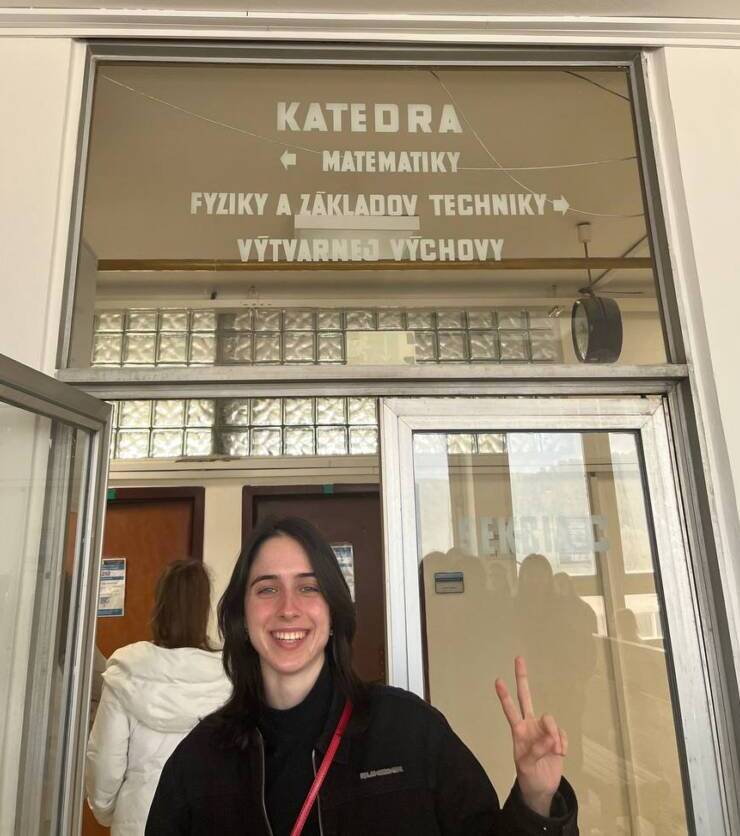 KATEDRA
← MATEMATIKY
FYZIKY A ZÁKLADOV TECHNIKY →
VÝTVARNEJ VÝCHOVY